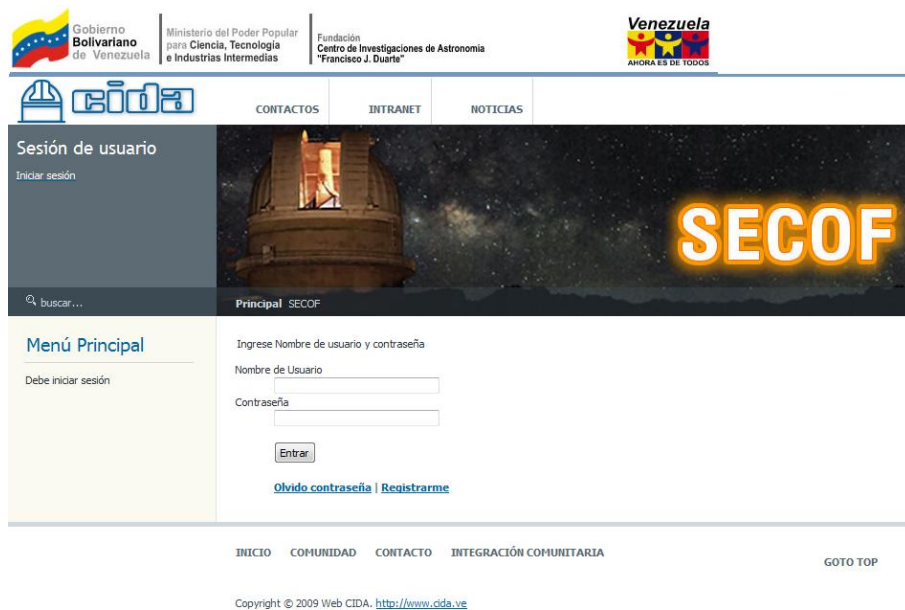 Gobierno
Bolivariano
de Venezuela
Ministerio del Poder Popular
para Ciencia, Tecnología
e Industrias Intermedias
Fundación
Centro de Investigaciones de Astronomia
"Francisco J. Duarte"
Venezuela
AHORA ES DE TODOS
cida
CONTACTOS INTRANET NOTICIAS
Sesión de usuario
Iniciar sesión
SECOF
buscar...
Principal SECOF
Menú Principal
Debe iniciar sesión
Ingrese Nombre de usuario y contraseña
Nombre de Usuario
Contraseña
Entrar
Olvido contraseña | Registrarme
INICIO COMUNIDAD CONTACTO INTEGRACIÓN COMUNITARIA
GOTO TOP
Copyright © 2009 Web CIDA. http://www.cida.ve